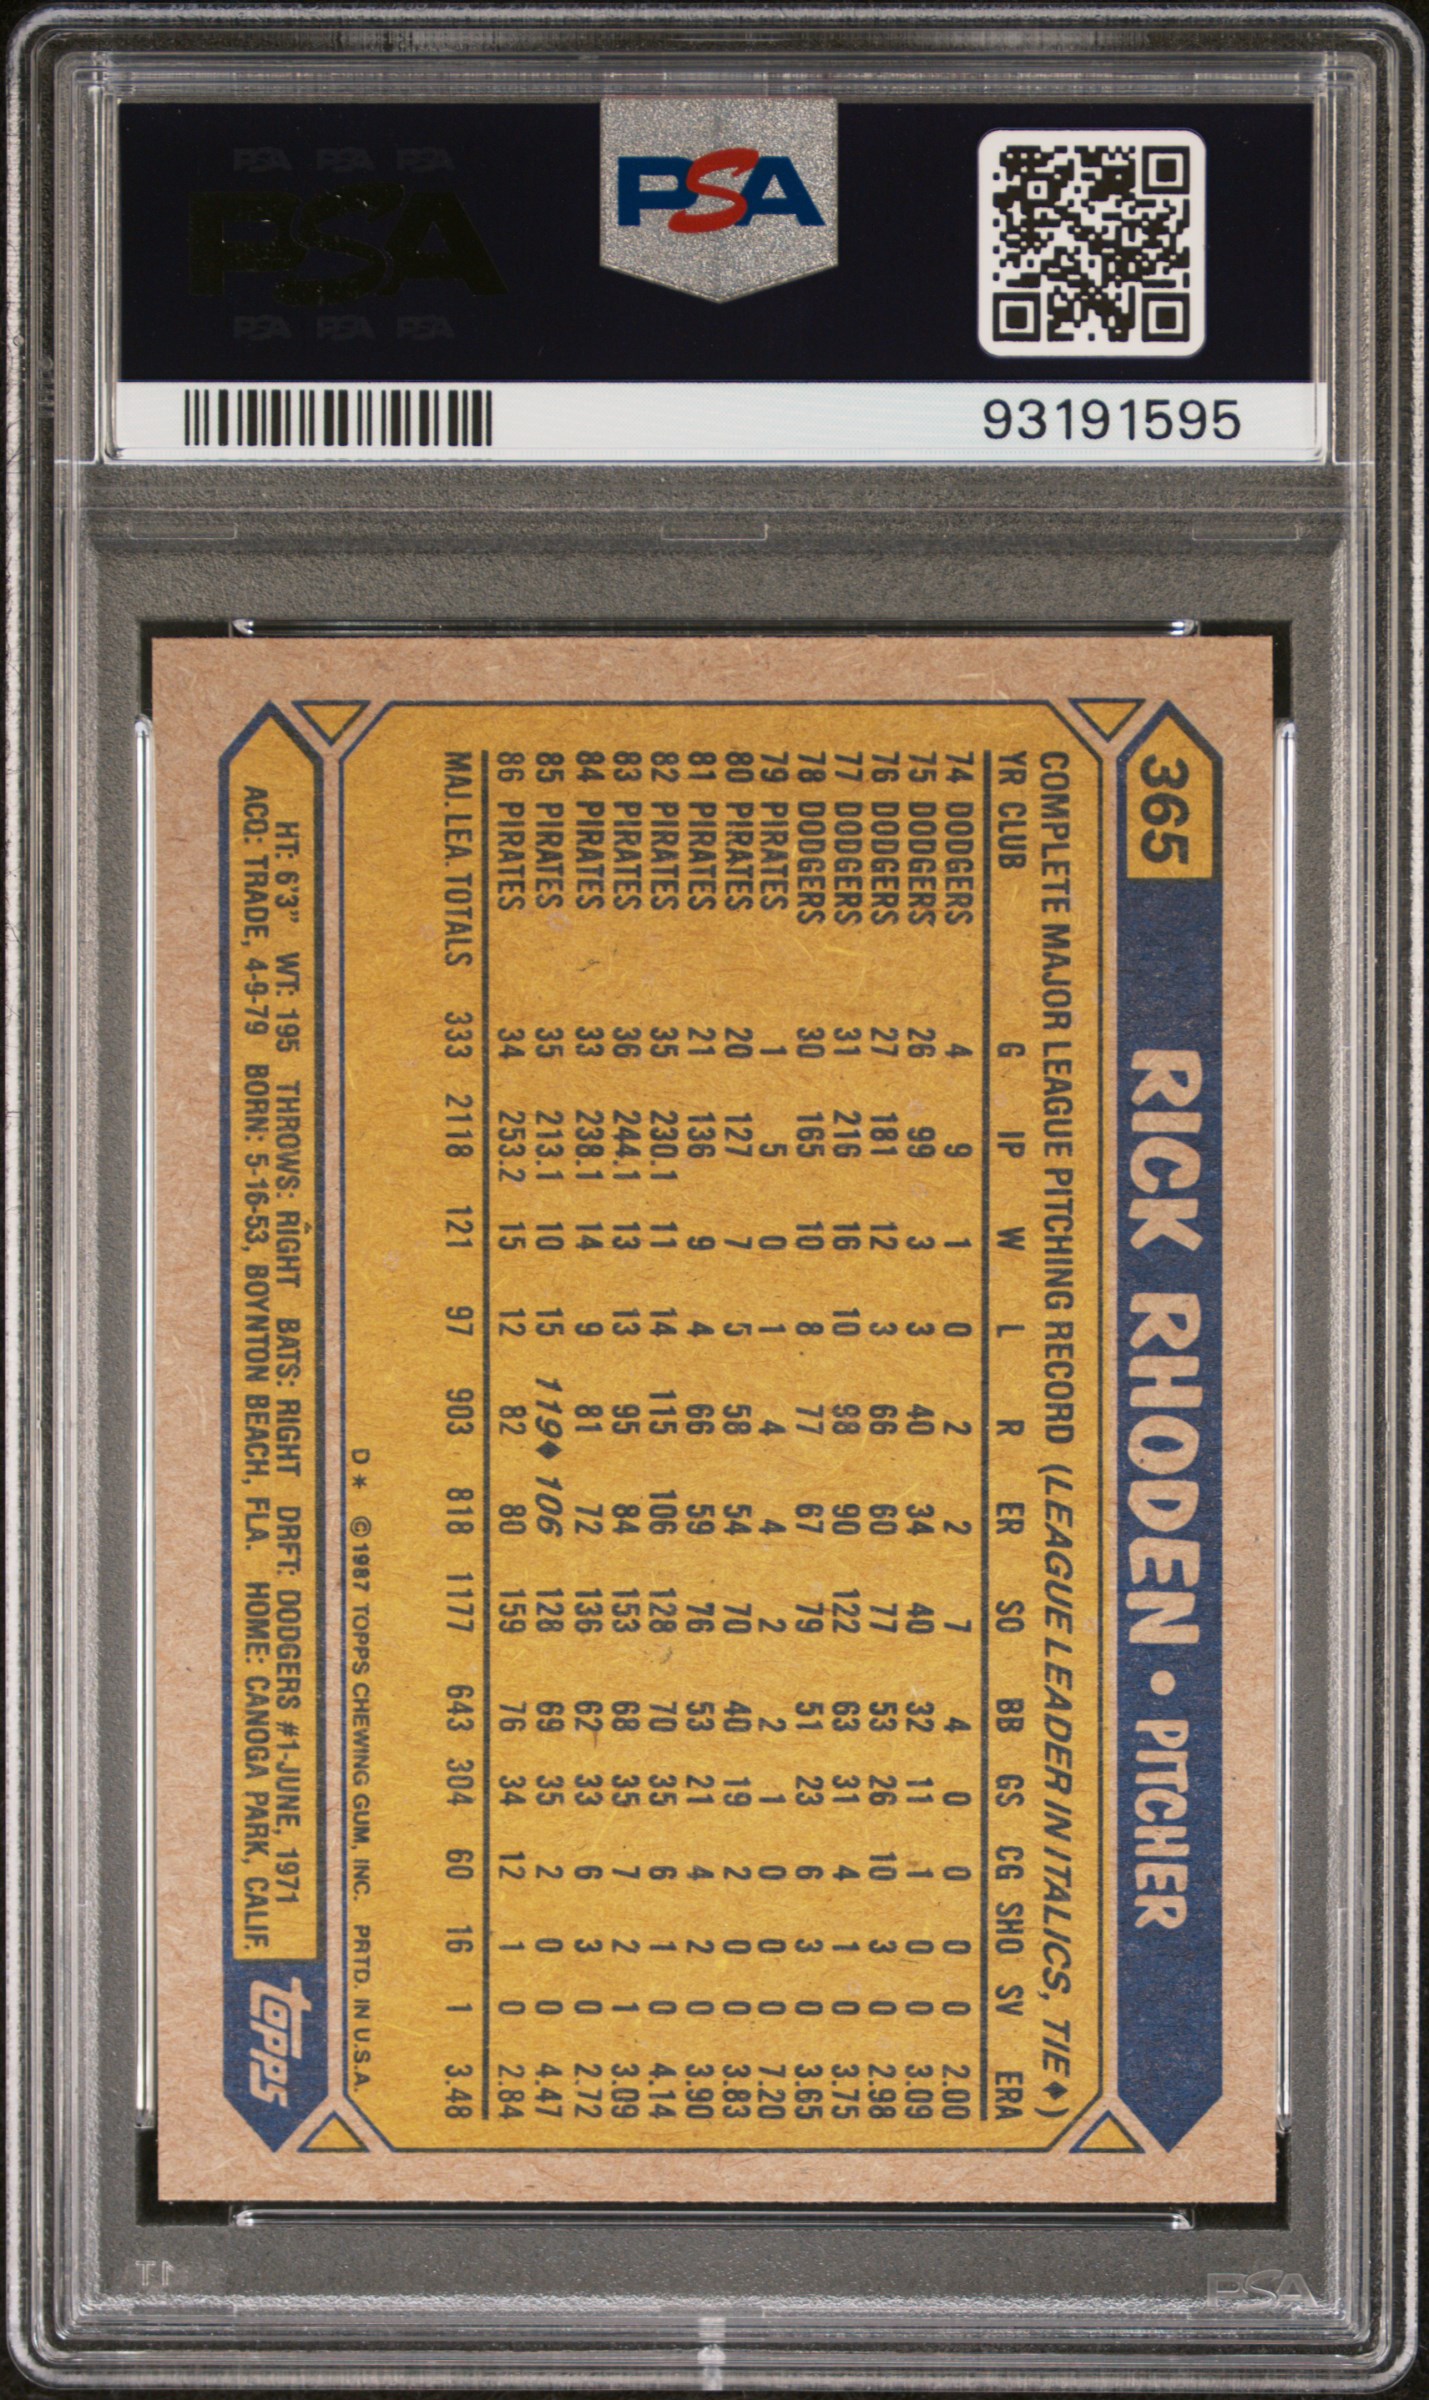 PSA PSA PSA
PSA
PSA PSA PSA
PSA
93191595
365 RICK RHODEN • PITCHER
COMPLETE MAJOR LEAGUE PITCHING RECORD (LEAGUE LEADER IN ITALICS, TIE♦)
YR CLUB G IP W L R ER SO BB GS CG SHO SV ERA
74 DODGERS 4 9 1 0 2 2 7 4 0 0 0 0 2.00
75 DODGERS 26 99 3 3 40 34 40 32 11 1 0 0 3.09
76 DODGERS 27 181 12 3 66 60 77 53 26 10 3 0 2.98
77 DODGERS 31 216 16 10 98 90 122 63 31 4 1 0 3.75
78 DODGERS 30 165 10 8 77 67 79 51 23 6 3 0 3.65
79 PIRATES 1 5 0 1 4 4 2 2 1 0 0 0 7.20
80 PIRATES 20 127 7 5 58 54 70 40 19 2 0 0 3.83
81 PIRATES 21 136 9 4 66 59 76 53 21 4 2 0 3.90
82 PIRATES 35 230.1 11 14 115 106 128 70 35 6 1 0 4.14
83 PIRATES 36 244.1 13 13 95 84 153 68 35 7 2 1 3.09
84 PIRATES 33 238.1 14 9 81 72 136 62 33 6 3 0 2.72
85 PIRATES 35 213.1 10 15 119♦ 106 128 69 35 2 0 0 4.47
86 PIRATES 34 253.2 15 12 82 80 159 76 34 12 1 0 2.84
MAJ. LEA. TOTALS 333 2118 121 97 903 818 1177 643 304 60 16 1 3.48
D* ©1987 TOPPS CHEWING GUM, INC. PRTD. IN U.S.A.
HT: 6'3" WT: 195 THROWS: RIGHT BATS: RIGHT DRFT: DODGERS #1-JUNE, 1971
ACQ: TRADE, 4-9-79 BORN: 5-16-53, BOYNTON BEACH, FLA. HOME: CANOGA PARK, CALIF.
topps
PSA